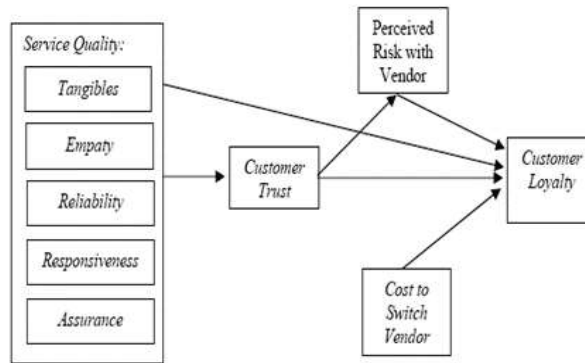 Service Quality:
Tangibles
Empaty
Reliability
Responsiveness
Assurance
Customer
Trust
Perceived
Risk with
Vendor
Cost to
Switch
Vendor
Customer
Loyalty